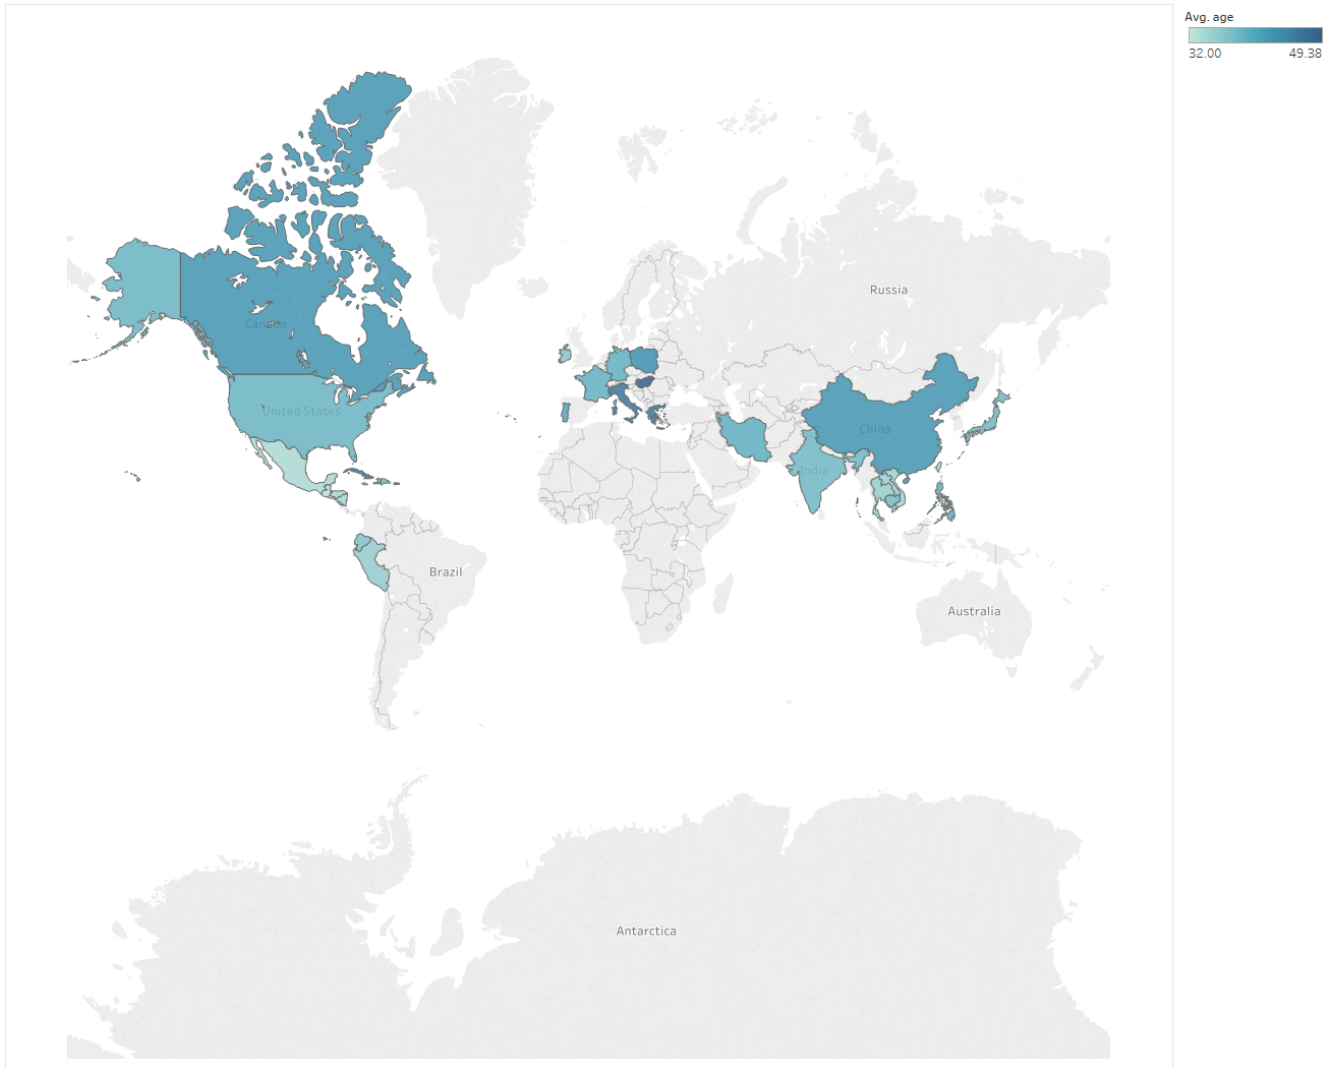 Avg. age
32.00 49.38
Russia
Canada
United States
China
India
Brazil
Australia
Antarctica